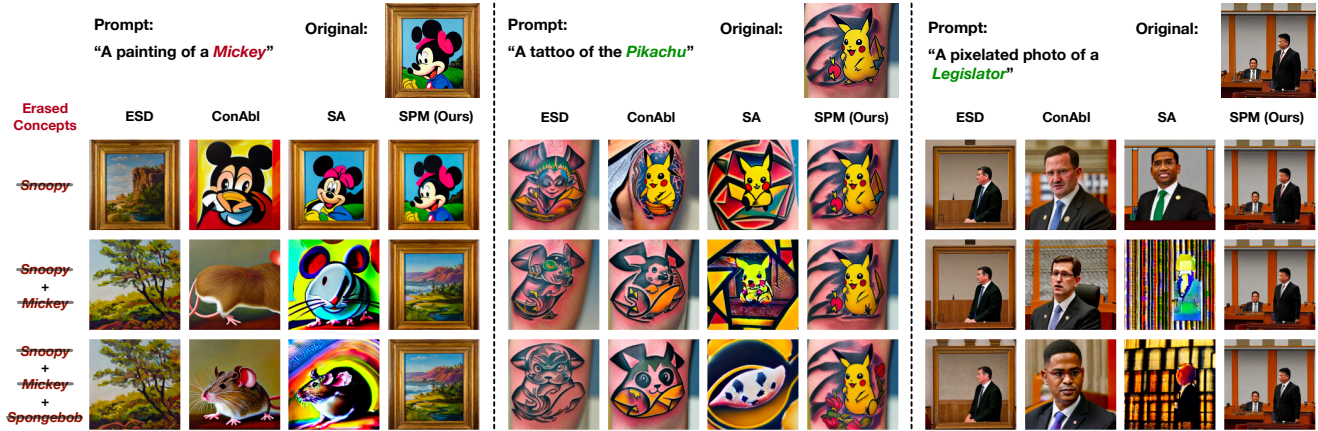 Prompt:
Original:
“A painting of a Mickey”
Prompt:
Original:
“A tattoo of the Pikachu”
Prompt:
Original:
“A pixelated photo of a
Legislator”
Erased
Concepts
ESD
ConAbl
SA
SPM (Ours)
ESD
ConAbl
SA
SPM (Ours)
ESD
ConAbl
SA
SPM (Ours)
Snoopy
Snoopy
+
Mickey
Snoopy
+
Mickey
+
Spongebob